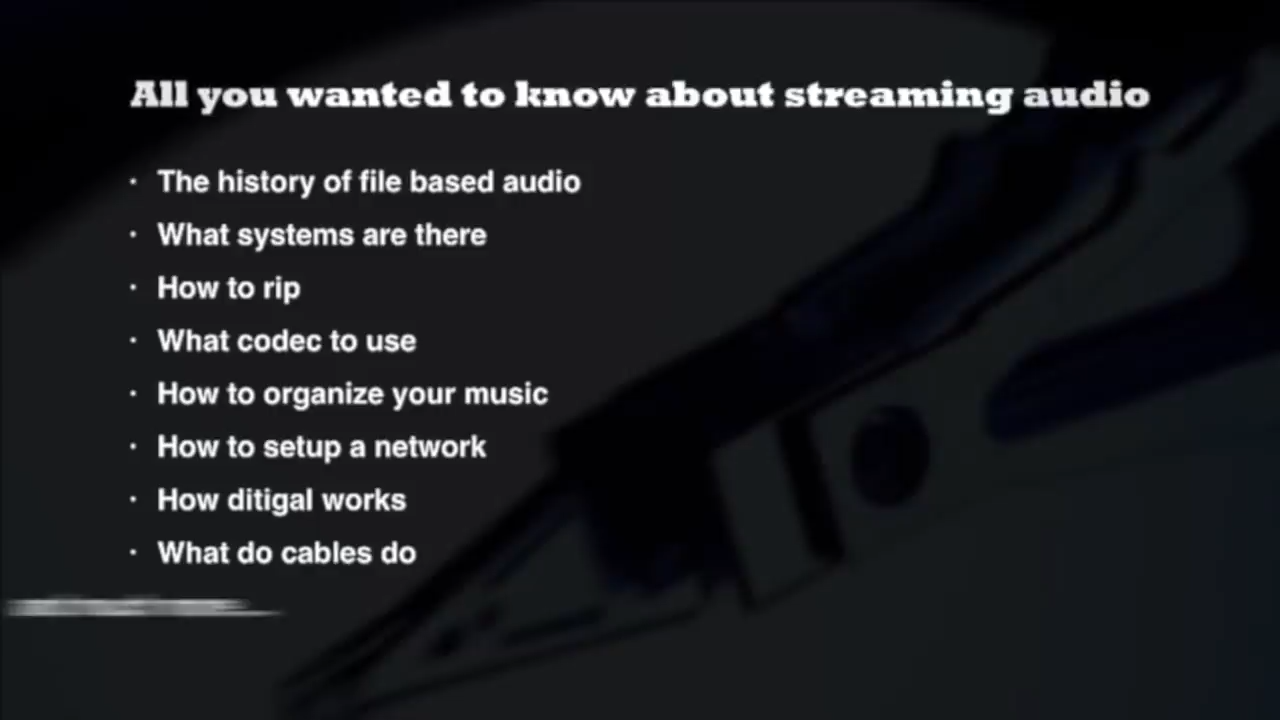 All you wanted to know about streaming audio
· The history of file based audio
· What systems are there
· How to rip
· What codec to use
· How to organize your music
· How to setup a network
· How ditigal works
· What do cables do